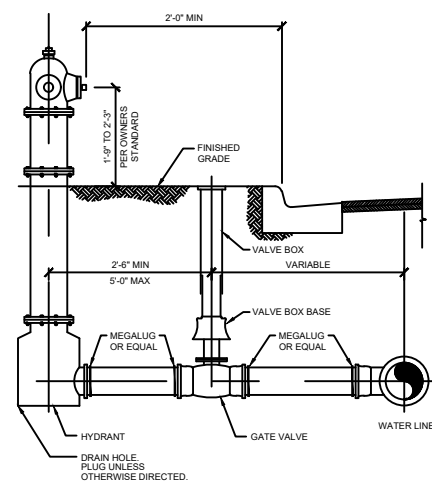 2'-0" MIN
1'-9" TO 2'-3"
PER OWNERS
STANDARD
FINISHED
GRADE
VALVE BOX
2'-6" MIN
5'-0" MAX
VARIABLE
VALVE BOX BASE
MEGALUG
OR EQUAL
MEGALUG
OR EQUAL
WATER LINE
HYDRANT
GATE VALVE
DRAIN HOLE.
PLUG UNLESS
OTHERWISE DIRECTED.